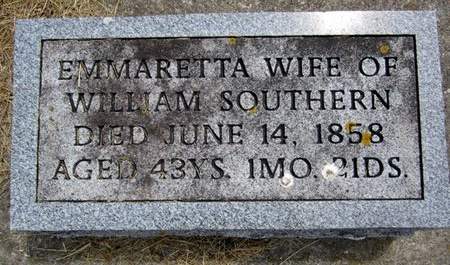 EMMARETTA WIFE OF
WILLIAM SOUTHERN
DIED JUNE 14, 1858
AGED 43YS. 1MO. 21DS.